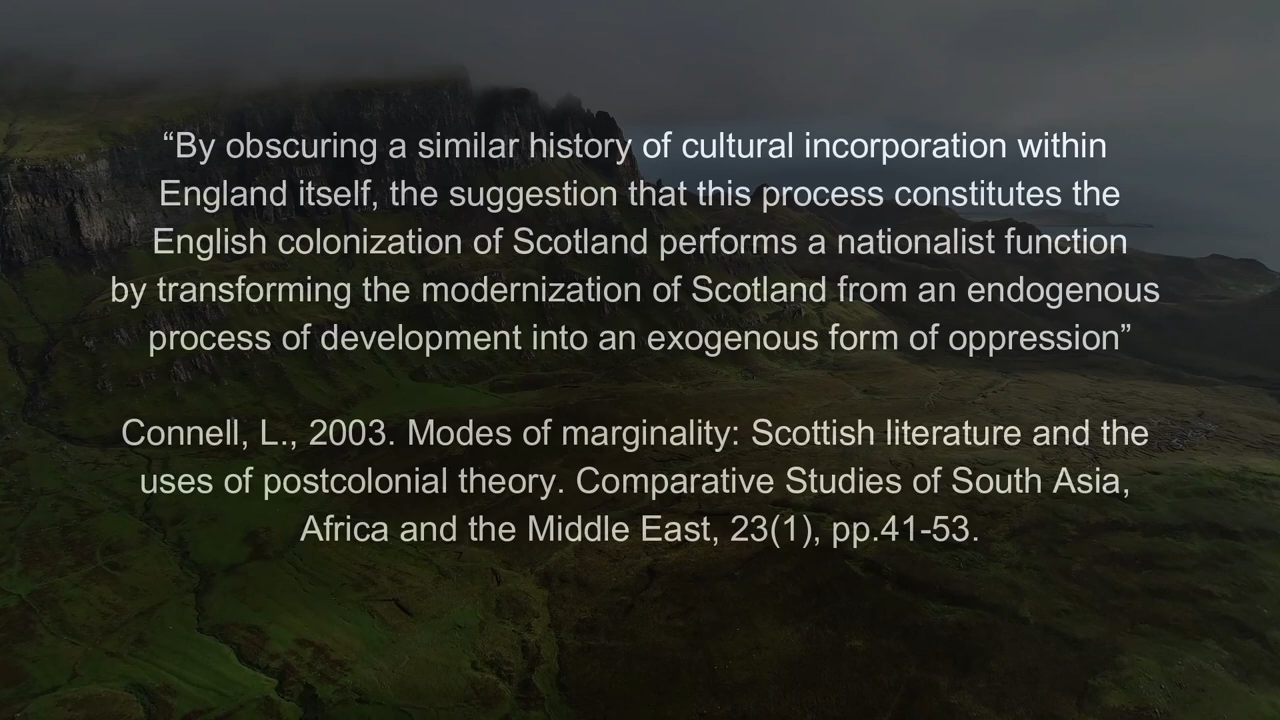 “By obscuring a similar history of cultural incorporation within
England itself, the suggestion that this process constitutes the
English colonization of Scotland performs a nationalist function
by transforming the modernization of Scotland from an endogenous
process of development into an exogenous form of oppression”
Connell, L., 2003. Modes of marginality: Scottish literature and the
uses of postcolonial theory. Comparative Studies of South Asia,
Africa and the Middle East, 23(1), pp.41-53.